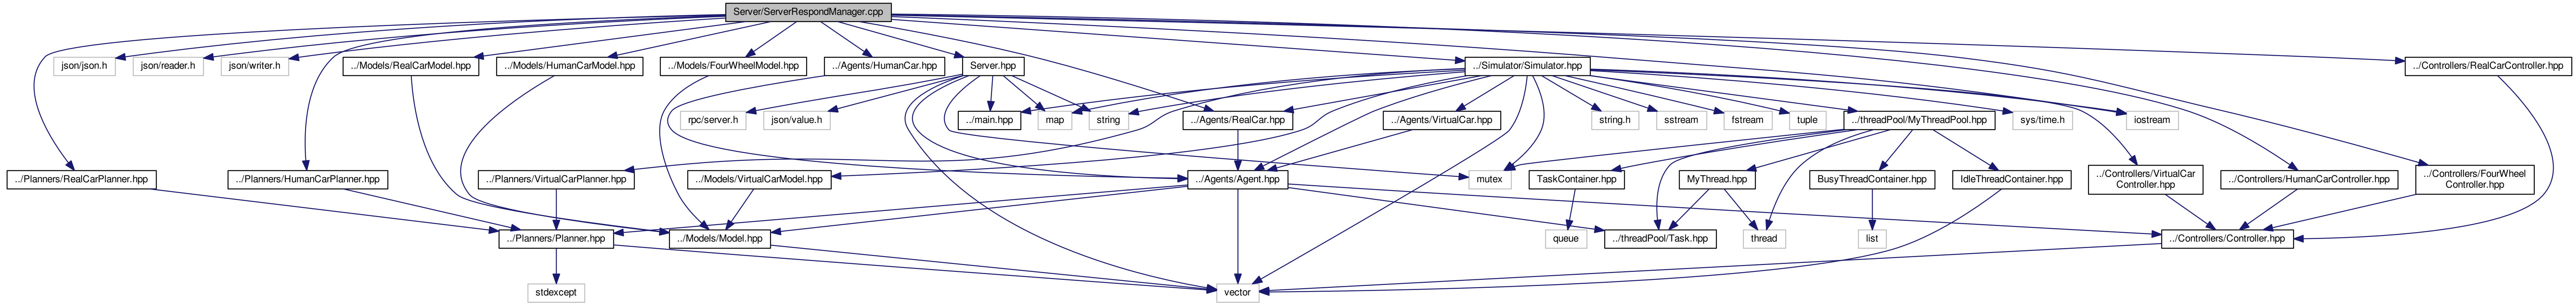 Server/ServerRespondManager.cpp
json/json.h
json/reader.h
json/writer.h
../Models/RealCarModel.hpp
../Models/HumanCarModel.hpp
../Models/FourWheelModel.hpp
../Agents/HumanCar.hpp
Server.hpp
../Simulator/Simulator.hpp
../Controllers/RealCarController.hpp
rpc/server.h
json/value.h
../main.hpp
map
string
../Agents/RealCar.hpp
../Agents/VirtualCar.hpp
string.h
sstream
fstream
tuple
../threadPool/MyThreadPool.hpp
sys/time.h
iostream
../Planners/RealCarPlanner.hpp
../Planners/HumanCarPlanner.hpp
../Planners/VirtualCarPlanner.hpp
../Models/VirtualCarModel.hpp
../Agents/Agent.hpp
mutex
TaskContainer.hpp
MyThread.hpp
BusyThreadContainer.hpp
IdleThreadContainer.hpp
../Controllers/VirtualCar
Controller.hpp
../Controllers/HumanCarController.hpp
../Controllers/FourWheel
Controller.hpp
../Planners/Planner.hpp
../Models/Model.hpp
queue
../threadPool/Task.hpp
thread
list
../Controllers/Controller.hpp
stdexcept
vector